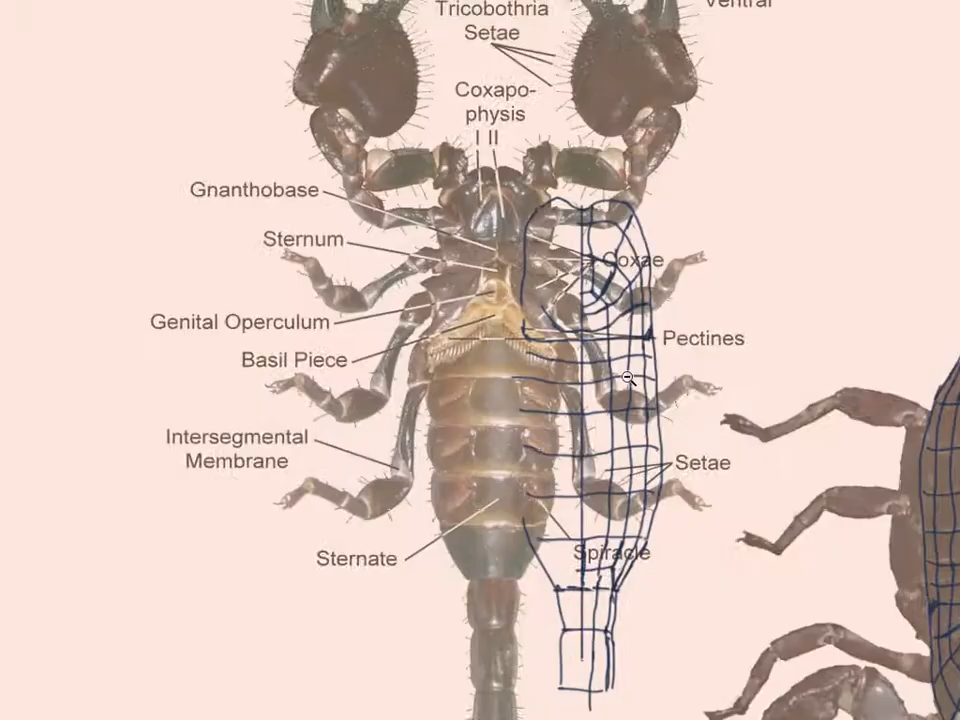 Tricobothria
Setae
Ventral
Coxapo-
physis
I II
Gnanthobase
Sternum
Coxae
Genital Operculum
Pectines
Basil Piece
Intersegmental
Membrane
Setae
Sternate
Spiracle